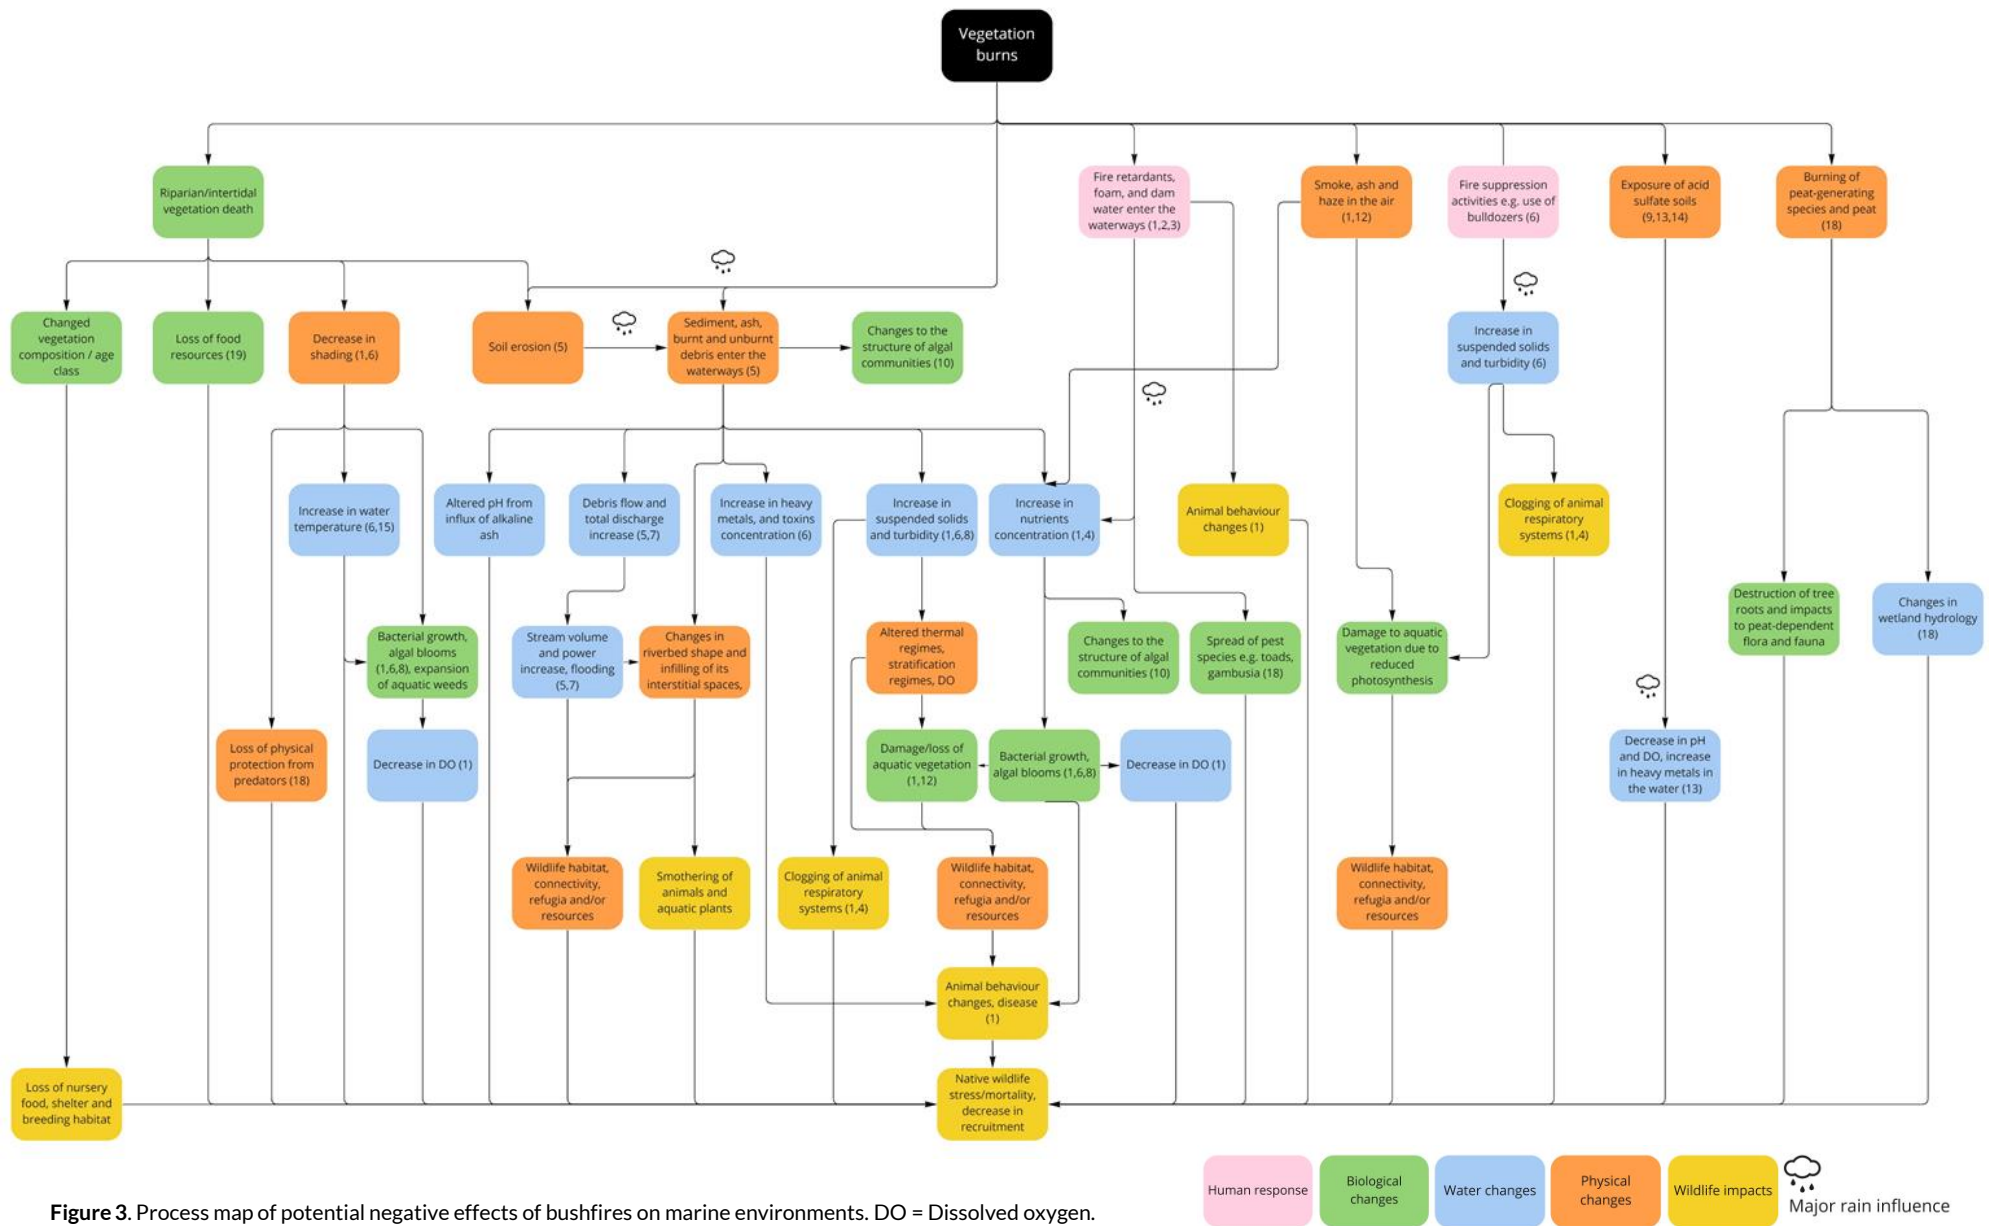 Vegetation
burns
Riparian/intertidal
vegetation death
Fire retardants,
foam, and dam
water enter the
waterways (1,2,3)
Smoke, ash and
haze in the air
(1,12)
Fire suppression
activities e.g. use of
bulldozers (6)
Exposure of acid
sulfate soils
(9,13,14)
Burning of
peat-generating
species and peat
(18)
Changed
vegetation
composition / age
class
Loss of food
resources (19)
Decrease in
shading (1,6)
Soil erosion (5)
Sediment, ash,
burnt and unburnt
debris enter the
waterways (5)
Changes to the
structure of algal
communities (10)
Increase in
suspended solids
and turbidity (6)
Increase in water
temperature (6,15)
Altered pH from
influx of alkaline
ash
Debris flow and
total discharge
increase (5,7)
Increase in heavy
metals, and toxins
concentration (6)
Increase in
suspended solids
and turbidity (1,6,8)
Increase in
nutrients
concentration (1,4)
Animal behaviour
changes (1)
Clogging of animal
respiratory
systems (1,4)
Bacterial growth,
algal blooms
(1,6,8), expansion
of aquatic weeds
Stream volume
and power
increase, flooding
(5,7)
Changes in
riverbed shape and
infilling of its
interstitial spaces,
Altered thermal
regimes,
stratification
regimes, DO
Changes to the
structure of algal
communities (10)
Spread of pest
species e.g. toads,
gambusia (18)
Damage to aquatic
vegetation due to
reduced
photosynthesis
Destruction of tree
roots and impacts
to peat-dependent
flora and fauna
Changes in
wetland hydrology
(18)
Loss of physical
protection from
predators (18)
Decrease in DO (1)
Damage/loss of
aquatic vegetation
(1,12)
Bacterial growth,
algal blooms (1,6,8)
Decrease in DO (1)
Decrease in pH
and DO, increase
in heavy metals in
the water (13)
Wildlife habitat,
connectivity,
refugia and/or
resources
Smothering of
animals and
aquatic plants
Clogging of animal
respiratory
systems (1,4)
Wildlife habitat,
connectivity,
refugia and/or
resources
Wildlife habitat,
connectivity,
refugia and/or
resources
Animal behaviour
changes, disease
(1)
Loss of nursery
food, shelter and
breeding habitat
Native wildlife
stress/mortality,
decrease in
recruitment
Human response
Biological
changes
Water changes
Physical
changes
Wildlife impacts
Major rain influence
Figure 3. Process map of potential negative effects of bushfires on marine environments. DO = Dissolved oxygen.